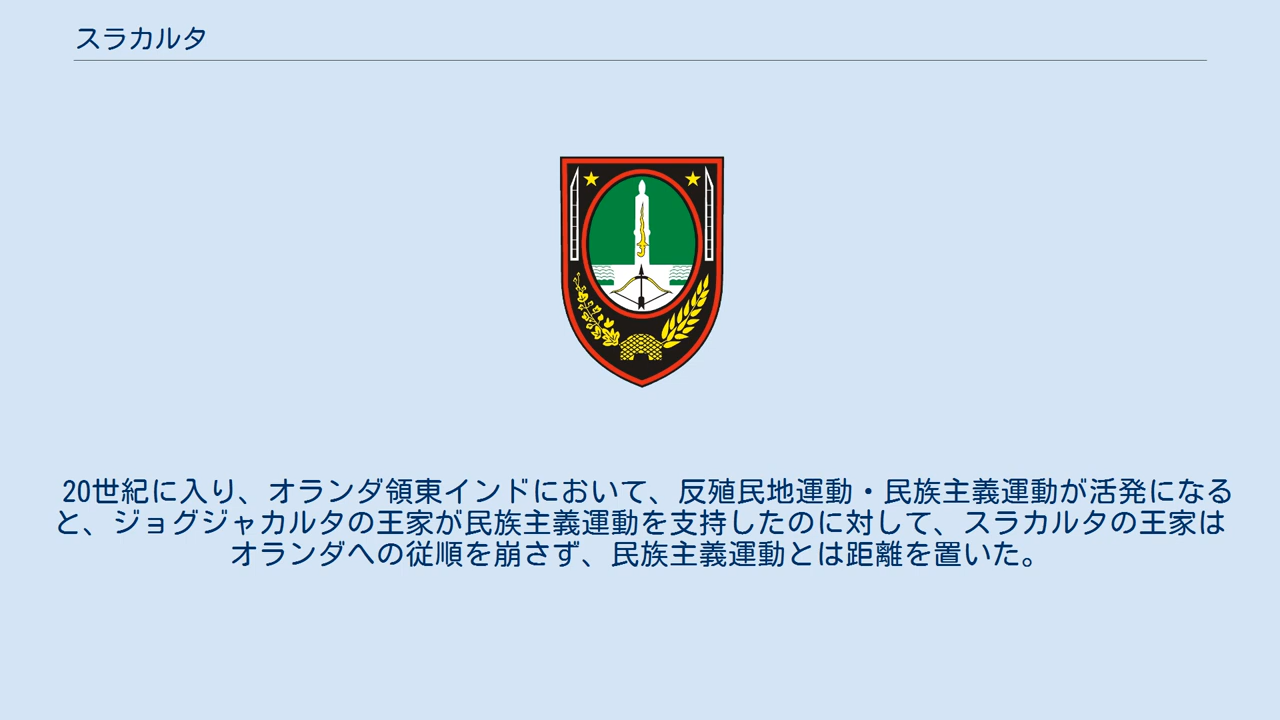 スラカルタ
20世紀に入り、オランダ領東インドにおいて、反殖民地運動・民族主義運動が活発になる
と、ジョグジャカルタの王家が民族主義運動を支持したのに対して、スラカルタの王家は
オランダへの従順を崩さず、民族主義運動とは距離を置いた。